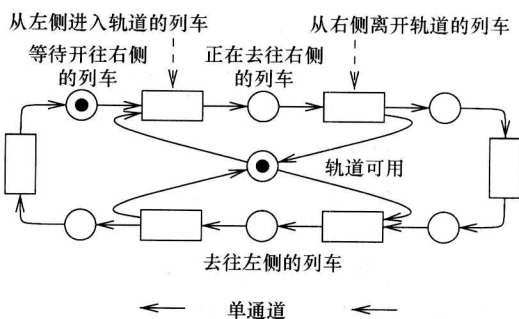 从左侧进入轨道的列车
从右侧离开轨道的列车
等待开往右侧
的列车
正在去往右侧
的列车
轨道可用
去往左侧的列车
单通道